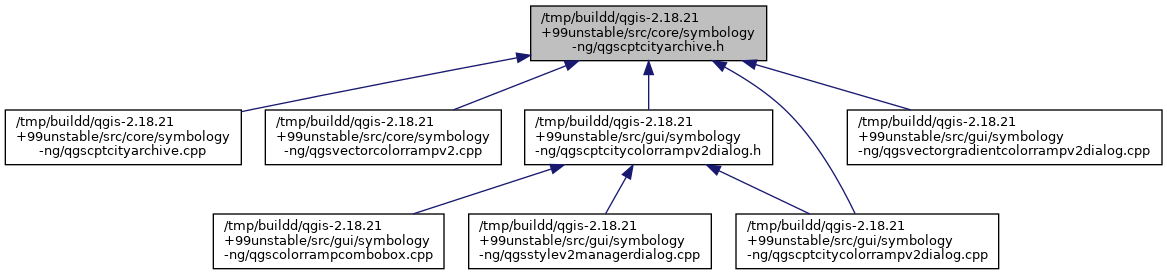 /tmp/buildd/qgis-2.18.21
+99unstable/src/core/symbology
-ng/qgscptcityarchive.h
/tmp/buildd/qgis-2.18.21
+99unstable/src/core/symbology
-ng/qgscptcityarchive.cpp
/tmp/buildd/qgis-2.18.21
+99unstable/src/core/symbology
-ng/qgsvectorcolorrampv2.cpp
/tmp/buildd/qgis-2.18.21
+99unstable/src/gui/symbology
-ng/qgscptcitycolorrampv2dialog.h
/tmp/buildd/qgis-2.18.21
+99unstable/src/gui/symbology
-ng/qgsvectorgradientcolorrampv2dialog.cpp
/tmp/buildd/qgis-2.18.21
+99unstable/src/gui/symbology
-ng/qgscolorrampcombobox.cpp
/tmp/buildd/qgis-2.18.21
+99unstable/src/gui/symbology
-ng/qgsstylev2managerdialog.cpp
/tmp/buildd/qgis-2.18.21
+99unstable/src/gui/symbology
-ng/qgscptcitycolorrampv2dialog.cpp